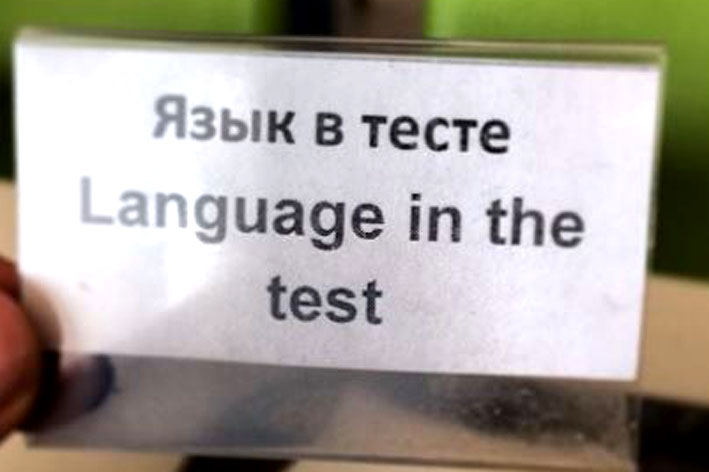 Язык в тесте
Language in the
test